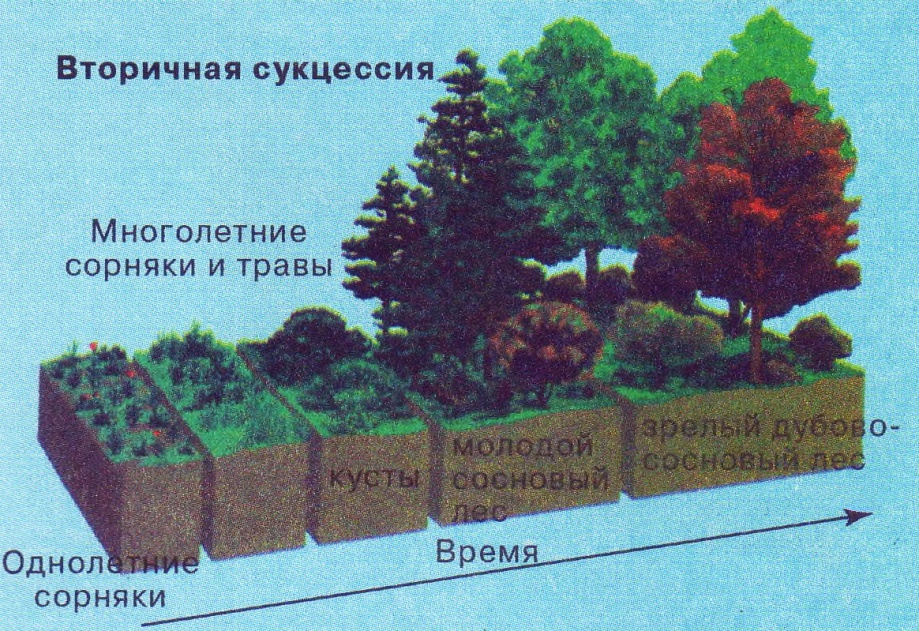 Вторичная сукцессия
Многолетние
сорняки и травы
зрелый дубово-
сосновый лес
молодой
сосновый
лес
кусты
Время
Однолетние
сорняки